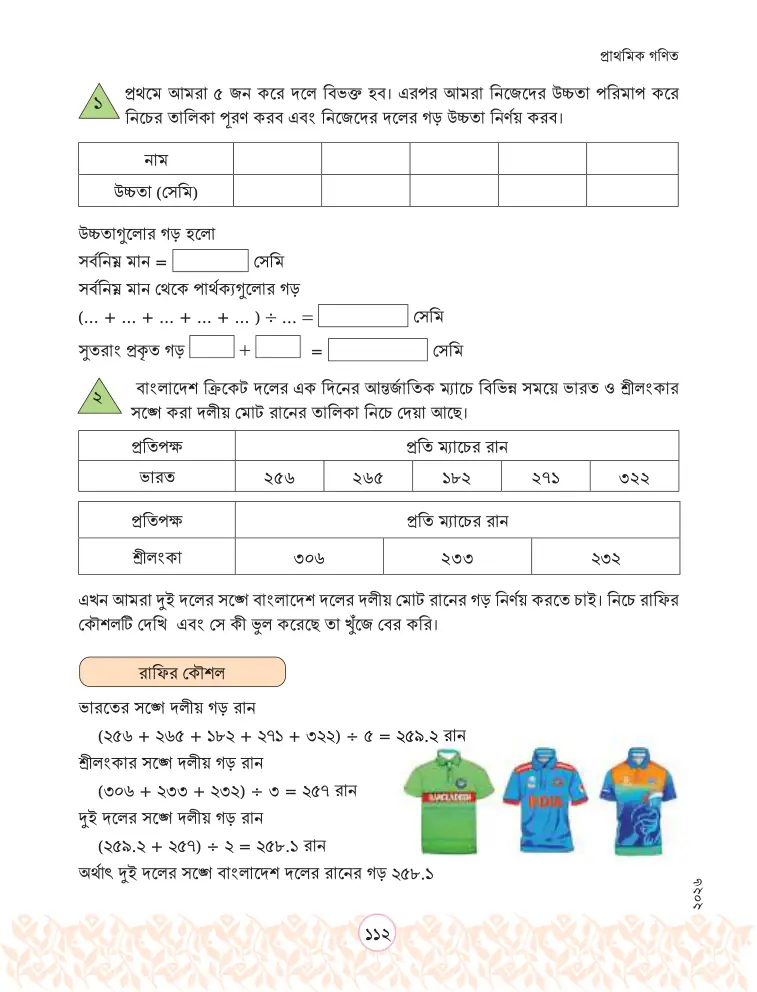 প্রাথমিক গণিত
১
প্রথমে আমরা ৫ জন করে দলে বিভক্ত হব। এরপর আমরা নিজেদের উচ্চতা পরিমাপ করে
নিচের তালিকা পূরণ করব এবং নিজেদের দলের গড় উচ্চতা নির্ণয় করব।
নাম
উচ্চতা (সেমি)
উচ্চতাগুলোর গড় হলো
সর্বনিম্ন মান = সেমি
সর্বনিম্ন মান থেকে পার্থক্যগুলোর গড়
(... + ... + ... + ... + ... ) ÷ ... = সেমি
সুতরাং প্রকৃত গড় + = সেমি
২
বাংলাদেশ ক্রিকেট দলের এক দিনের আন্তর্জাতিক ম্যাচে বিভিন্ন সময়ে ভারত ও শ্রীলংকার
সঙ্গে করা দলীয় মোট রানের তালিকা নিচে দেয়া আছে।
প্রতিপক্ষ প্রতি ম্যাচের রান
ভারত ২৫৬ ২৬৫ ১৮২ ২৭১ ৩২২
প্রতিপক্ষ প্রতি ম্যাচের রান
শ্রীলংকা ৩০৬ ২৩৩ ২৩২
এখন আমরা দুই দলের সঙ্গে বাংলাদেশ দলের দলীয় মোট রানের গড় নির্ণয় করতে চাই। নিচে রাফির
কৌশলটি দেখি এবং সে কী ভুল করেছে তা খুঁজে বের করি।
রাফির কৌশল
ভারতের সঙ্গে দলীয় গড় রান
(২৫৬ + ২৬৫ + ১৮২ + ২৭১ + ৩২২) ÷ ৫ = ২৫৯.২ রান
শ্রীলংকার সঙ্গে দলীয় গড় রান
(৩০৬ + ২৩৩ + ২৩২) ÷ ৩ = ২৫৭ রান
দুই দলের সঙ্গে দলীয় গড় রান
(২৫৯.২ + ২৫৭) ÷ ২ = ২৫৮.১ রান
অর্থাৎ দুই দলের সঙ্গে বাংলাদেশ দলের রানের গড় ২৫৮.১
BANGLADESH
INDIA
২০২৬
১১২